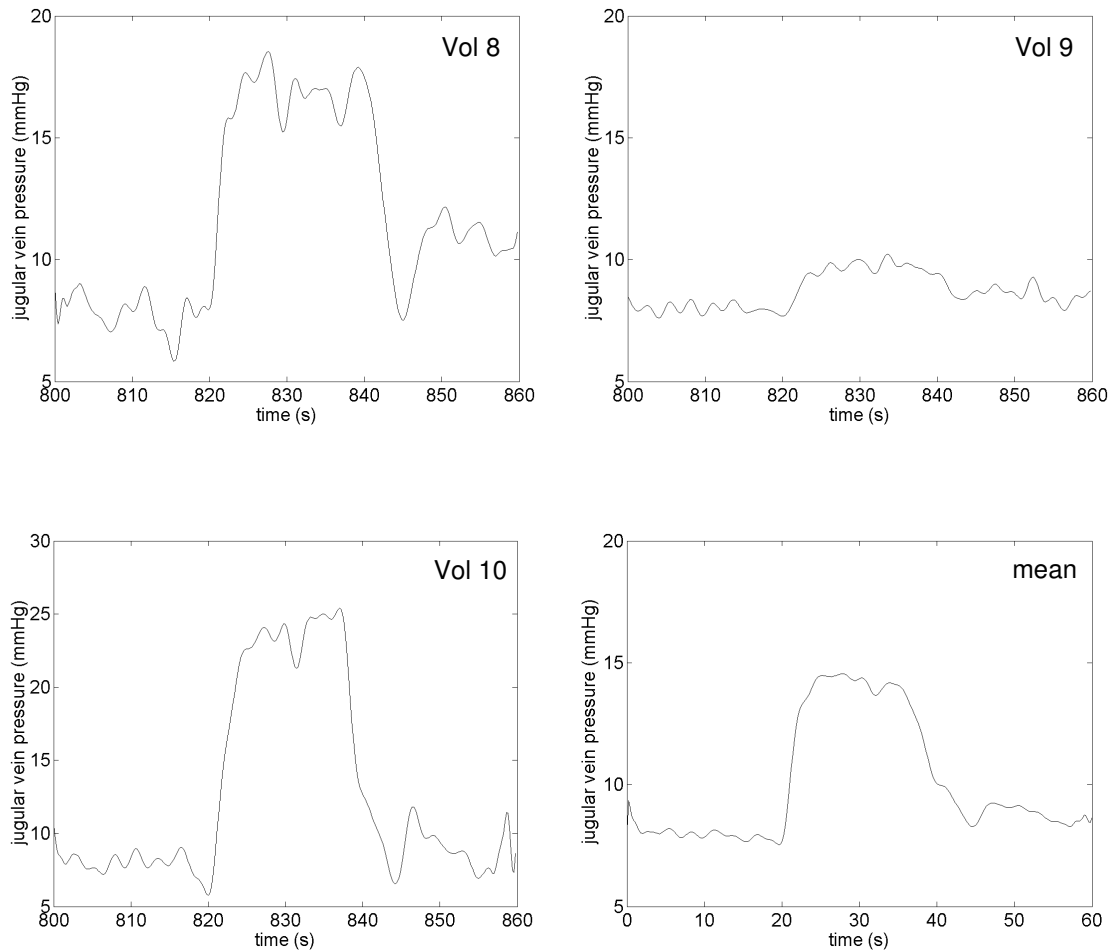 20
15
10
5
jugular vein pressure (mmHg)
Vol 8
800 810 820 830 840 850 860
time (s)
20
15
10
5
jugular vein pressure (mmHg)
Vol 9
800 810 820 830 840 850 860
time (s)
30
25
20
15
10
5
jugular vein pressure (mmHg)
Vol 10
800 810 820 830 840 850 860
time (s)
20
15
10
5
jugular vein pressure (mmHg)
mean
0 10 20 30 40 50 60
time (s)